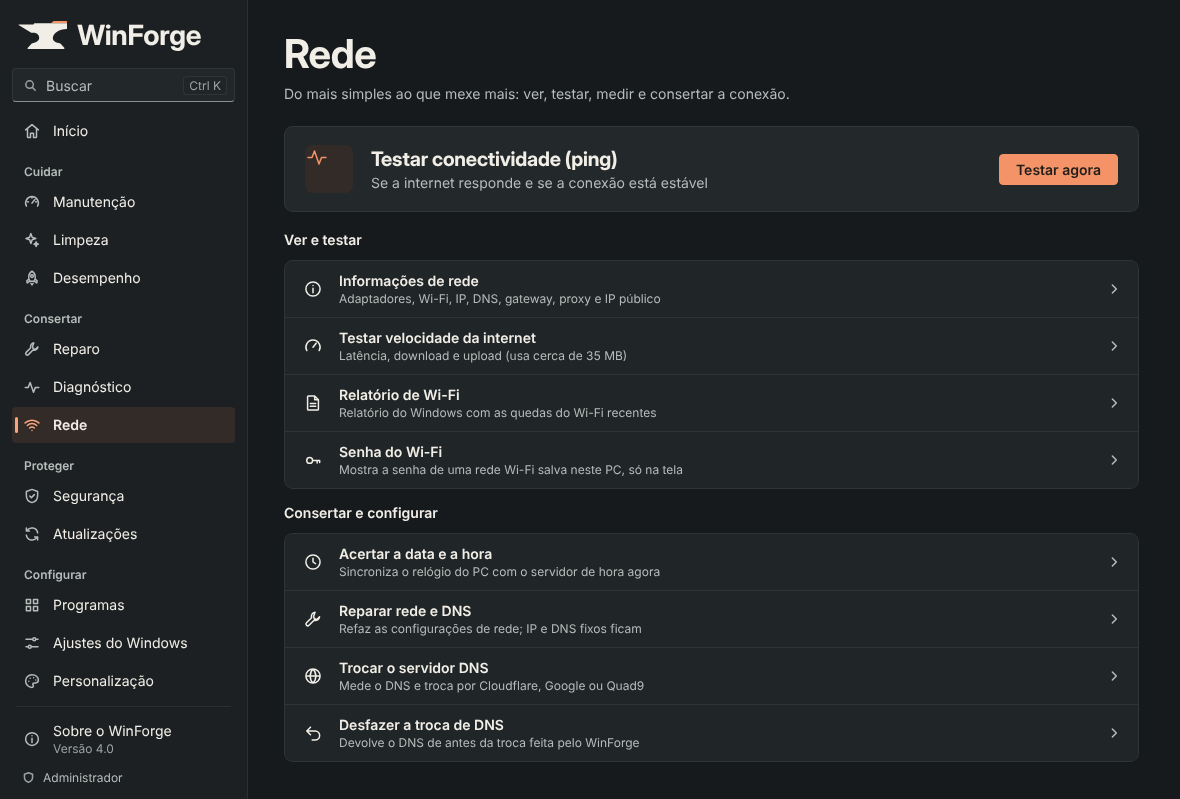 WinForge
Buscar
Ctrl K
Início
Cuidar
Manutenção
Limpeza
Desempenho
Consertar
Reparo
Diagnóstico
Rede
Proteger
Segurança
Atualizações
Configurar
Programas
Ajustes do Windows
Personalização
Sobre o WinForge
Versão 4.0
Administrador
Rede
Do mais simples ao que mexe mais: ver, testar, medir e consertar a conexão.
Testar conectividade (ping)
Se a internet responde e se a conexão está estável
Testar agora
Ver e testar
Informações de rede
Adaptadores, Wi-Fi, IP, DNS, gateway, proxy e IP público
Testar velocidade da internet
Latência, download e upload (usa cerca de 35 MB)
Relatório de Wi-Fi
Relatório do Windows com as quedas do Wi-Fi recentes
Senha do Wi-Fi
Mostra a senha de uma rede Wi-Fi salva neste PC, só na tela
Consertar e configurar
Acertar a data e a hora
Sincroniza o relógio do PC com o servidor de hora agora
Reparar rede e DNS
Refaz as configurações de rede; IP e DNS fixos ficam
Trocar o servidor DNS
Mede o DNS e troca por Cloudflare, Google ou Quad9
Desfazer a troca de DNS
Devolve o DNS de antes da troca feita pelo WinForge